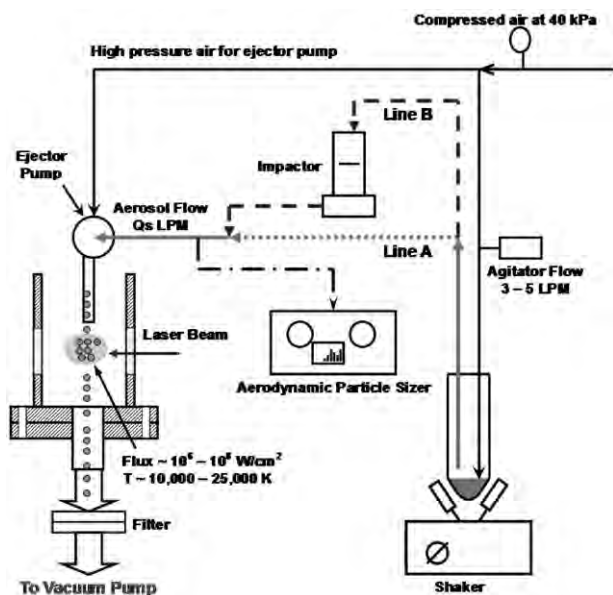 Compressed air at 40 kPa
High pressure air for ejector pump
Line B
Ejector
Pump
Impactor
Aerosol Flow
Qs LPM
Line A
Agitator Flow
3 – 5 LPM
Laser Beam
Aerodynamic Particle Sizer
Flux ~ 10⁶ ~ 10⁸ W/cm²
T ~ 10,000 – 25,000 K
Filter
To Vacuum Pump
Shaker